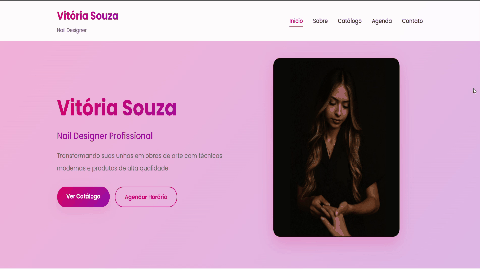 Vitória Souza
Nail Designer
Início Sobre Catálogo Agenda Contato
Vitória Souza
Nail Designer Profissional
Transformando suas unhas em obras de arte com técnicas
modernas e produtos de alta qualidade
Ver Catálogo Agendar Horário